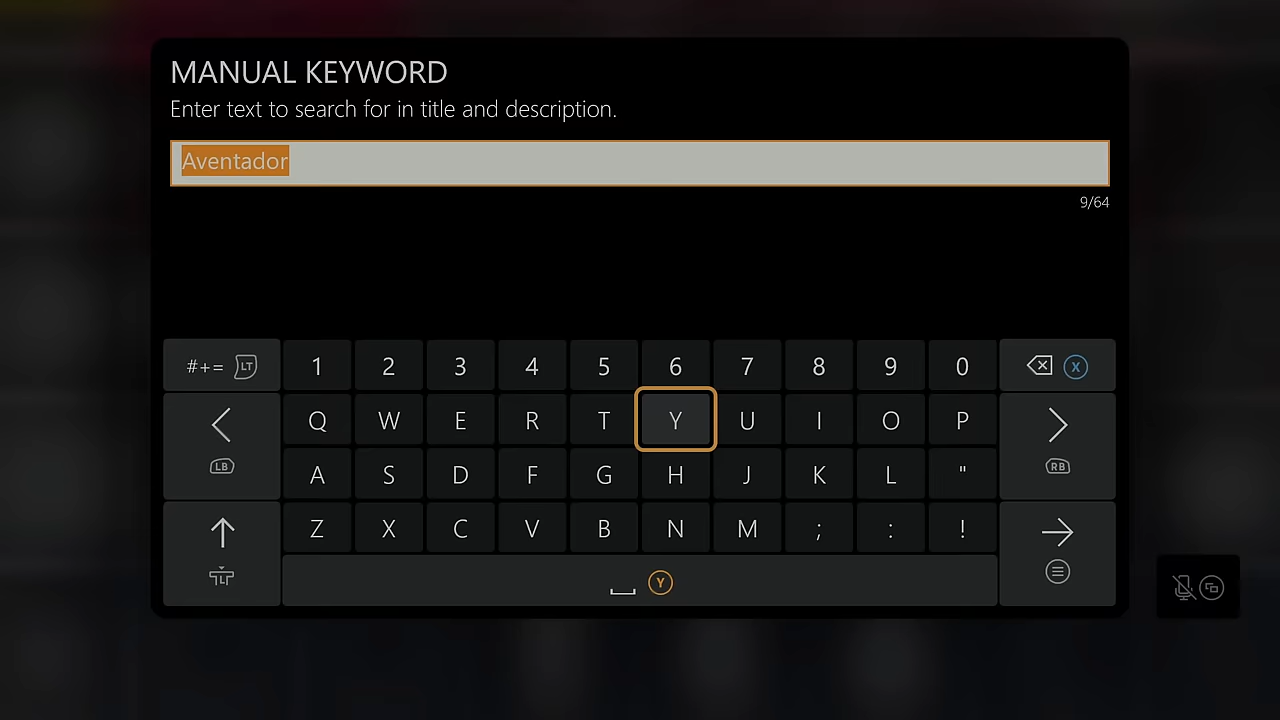 MANUAL KEYWORD
Enter text to search for in title and description.
Aventador
9/64
#+= LT 1 2 3 4 5 6 7 8 9 0 X
Q W E R T Y U I O P
LB RB
A S D F G H J K L "
Z X C V B N M ; : !
Y